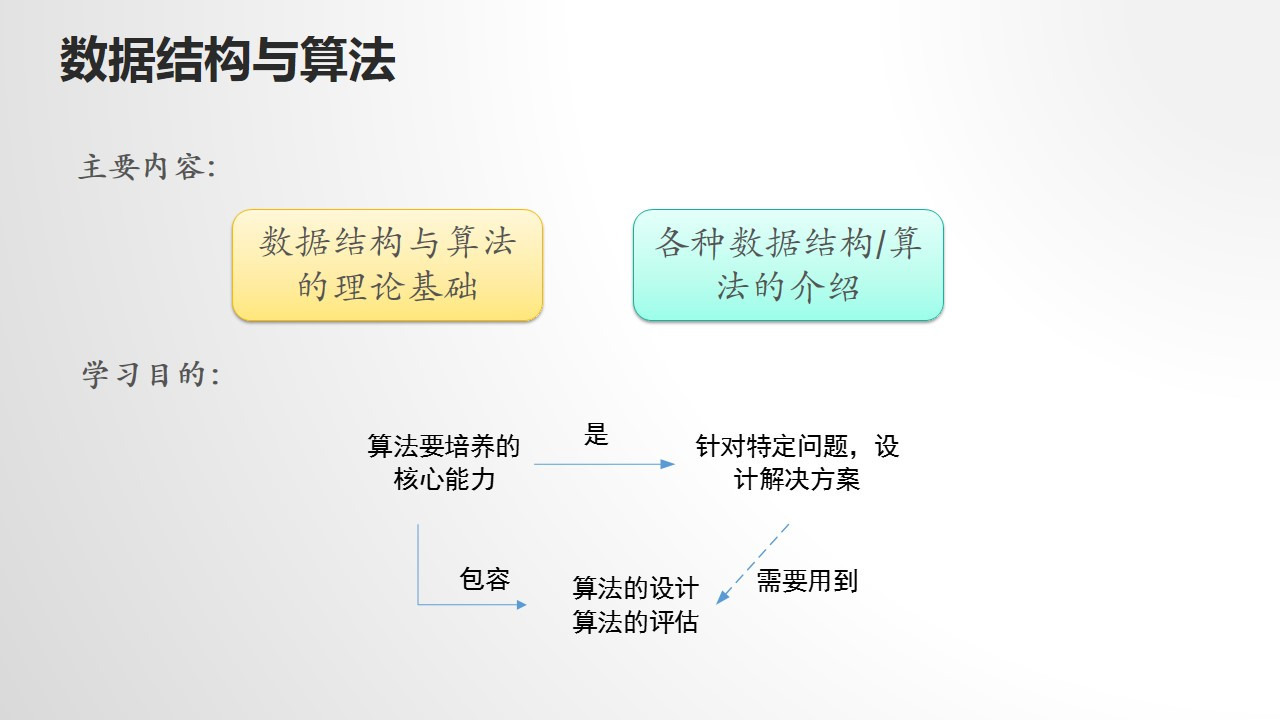 数据结构与算法
主要内容：
数据结构与算法
的理论基础
各种数据结构/算
法的介绍
学习目的：
算法要培养的
核心能力
是
针对特定问题，设
计解决方案
包容
算法的设计
算法的评估
需要用到